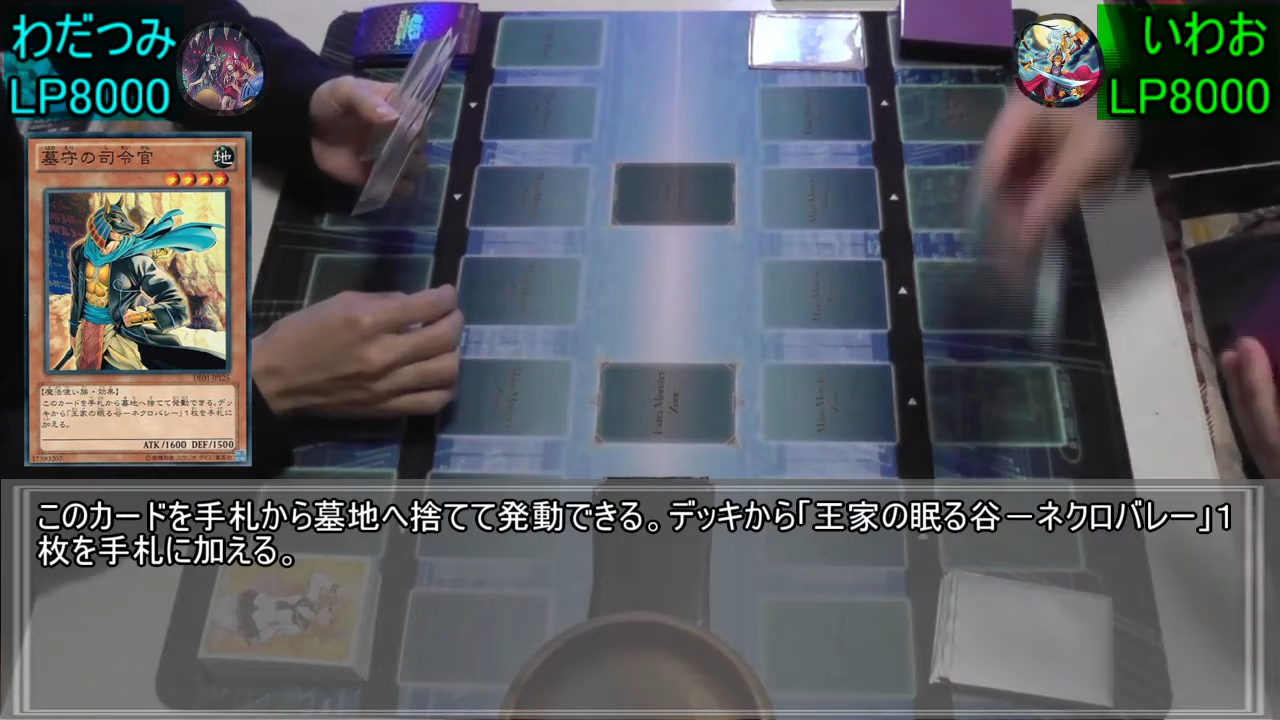 わだつみ
LP8000
いわお
LP8000
墓守の司令官
地
【魔法使い族・効果】
このカードを手札から墓地へ捨てて発動できる。デッ
キから「王家の眠る谷－ネクロバレー」1枚を手札に
加える。
ATK/1600 DEF/1500
Extra Monster
Zone
このカードを手札から墓地へ捨てて発動できる。デッキから「王家の眠る谷－ネクロバレー」1
枚を手札に加える。